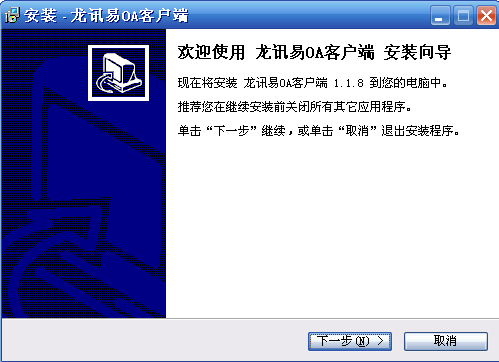 安装 - 龙讯易OA客户端
欢迎使用 龙讯易OA客户端 安装向导
现在将安装 龙讯易OA客户端 1.1.8 到您的电脑中。
推荐您在继续安装前关闭所有其它应用程序。
单击“下一步”继续，或单击“取消”退出安装程序。
下一步(N) >
取消